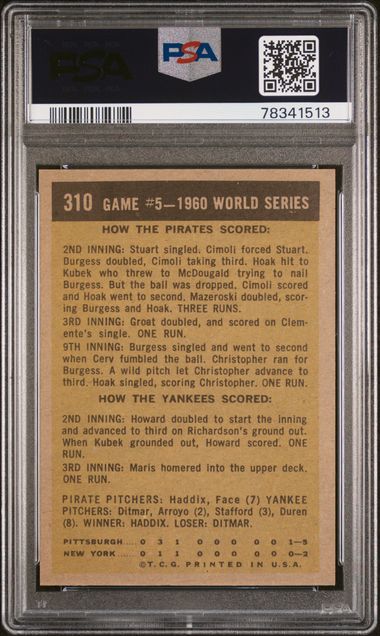 PSA
PSA
78341513
310 GAME #5—1960 WORLD SERIES
HOW THE PIRATES SCORED:
2ND INNING: Stuart singled. Cimoli forced Stuart.
Burgess doubled, Cimoli taking third. Hoak hit to
Kubek who threw to McDougald trying to nail
Burgess. But the ball was dropped. Cimoli scored
and Hoak went to second. Mazeroski doubled, scor-
ing Burgess and Hoak. THREE RUNS.
3RD INNING: Groat doubled, and scored on Clem-
ente's single. ONE RUN.
9TH INNING: Burgess singled and went to second
when Cerv fumbled the ball. Christopher ran for
Burgess. A wild pitch let Christopher advance to
third. Hoak singled, scoring Christopher. ONE RUN.
HOW THE YANKEES SCORED:
2ND INNING: Howard doubled to start the inning
and advanced to third on Richardson's ground out.
When Kubek grounded out, Howard scored. ONE
RUN.
3RD INNING: Maris homered into the upper deck.
ONE RUN.
PIRATE PITCHERS: Haddix, Face (7) YANKEE
PITCHERS: Ditmar, Arroyo (2), Stafford (3), Duren
(8). WINNER: HADDIX. LOSER: DITMAR.
PITTSBURGH..... 0 3 1 0 0 0 0 0 1—5
NEW YORK..... 0 1 1 0 0 0 0 0 0—2
©T.C.G. PRINTED IN U.S.A.
PSA